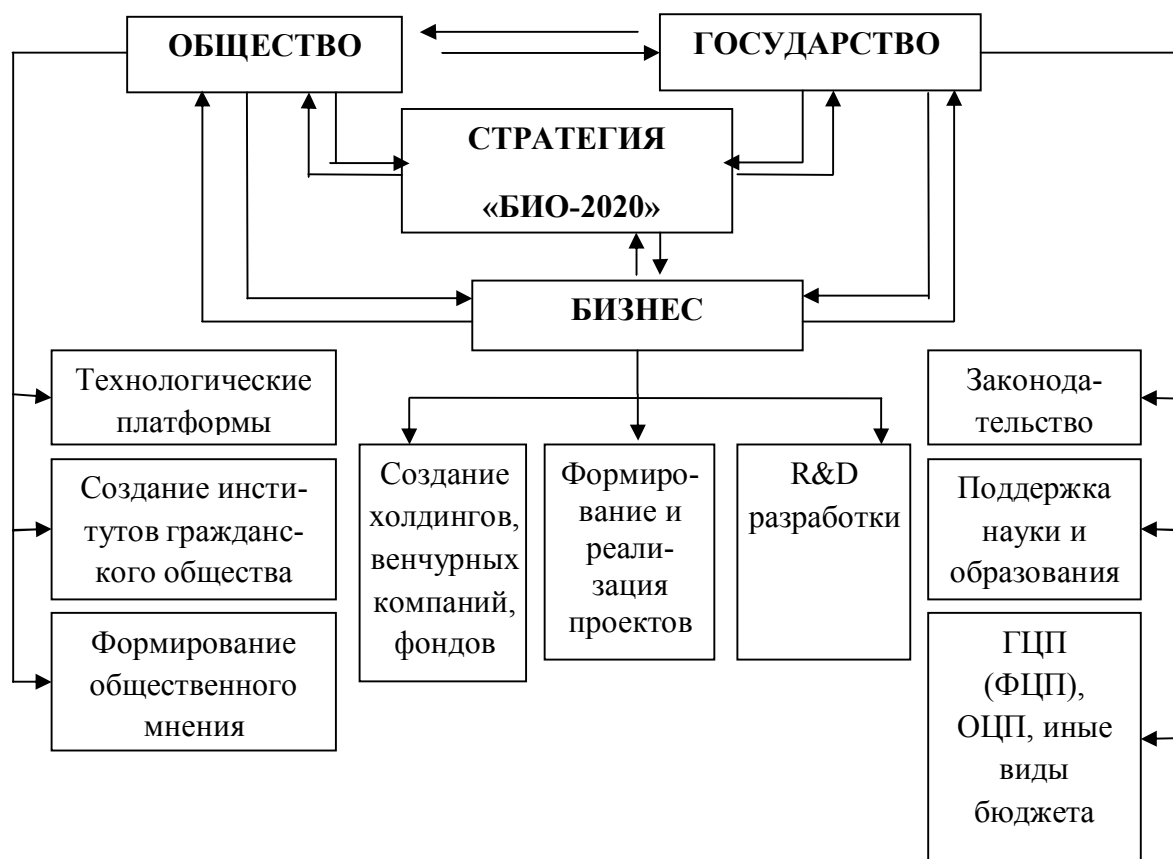 ОБЩЕСТВО
ГОСУДАРСТВО
СТРАТЕГИЯ
«БИО-2020»
БИЗНЕС
Технологические
платформы
Создание инсти-
тутов гражданс-
кого общества
Формирование
общественного
мнения
Создание
холдингов,
венчурных
компаний,
фондов
Формиро-
вание и
реали-
зация
проектов
R&D
разработки
Законода-
тельство
Поддержка
науки и
образования
ГЦП
(ФЦП),
ОЦП, иные
виды
бюджета